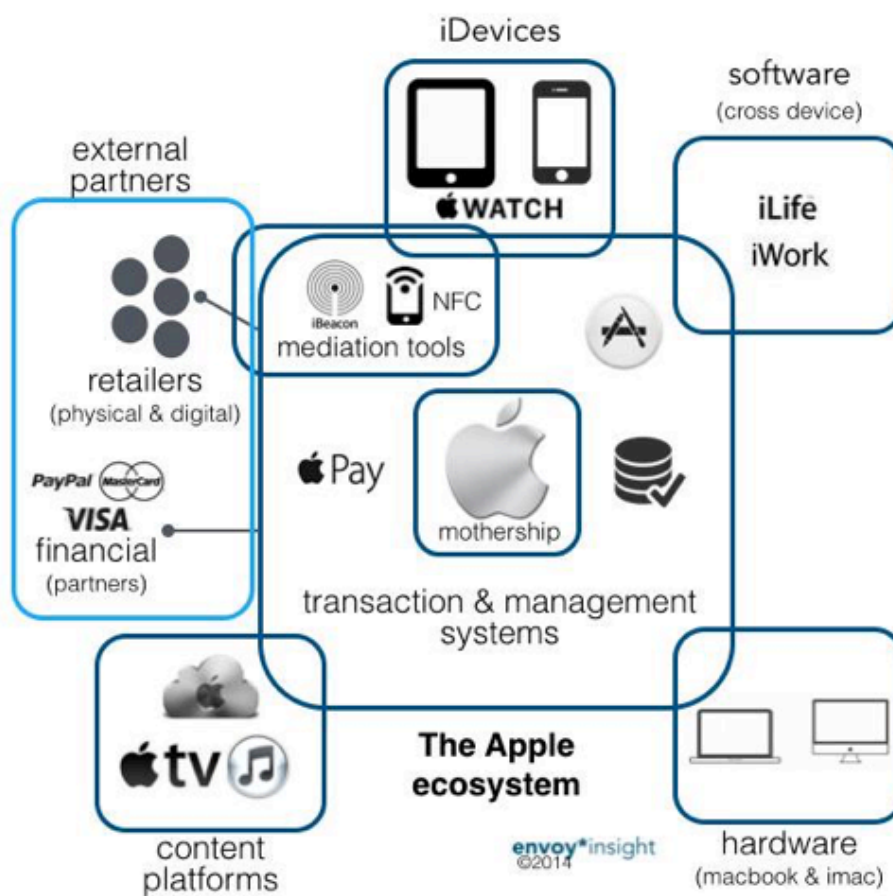 iDevices
software
(cross device)
external
partners
WATCH
iLife
iWork
iBeacon
NFC
mediation tools
retailers
(physical & digital)
PayPal
MasterCard
VISA
financial
(partners)
Pay
mothership
transaction & management
systems
tv
The Apple
ecosystem
content
platforms
envoy*insight
©2014
hardware
(macbook & imac)